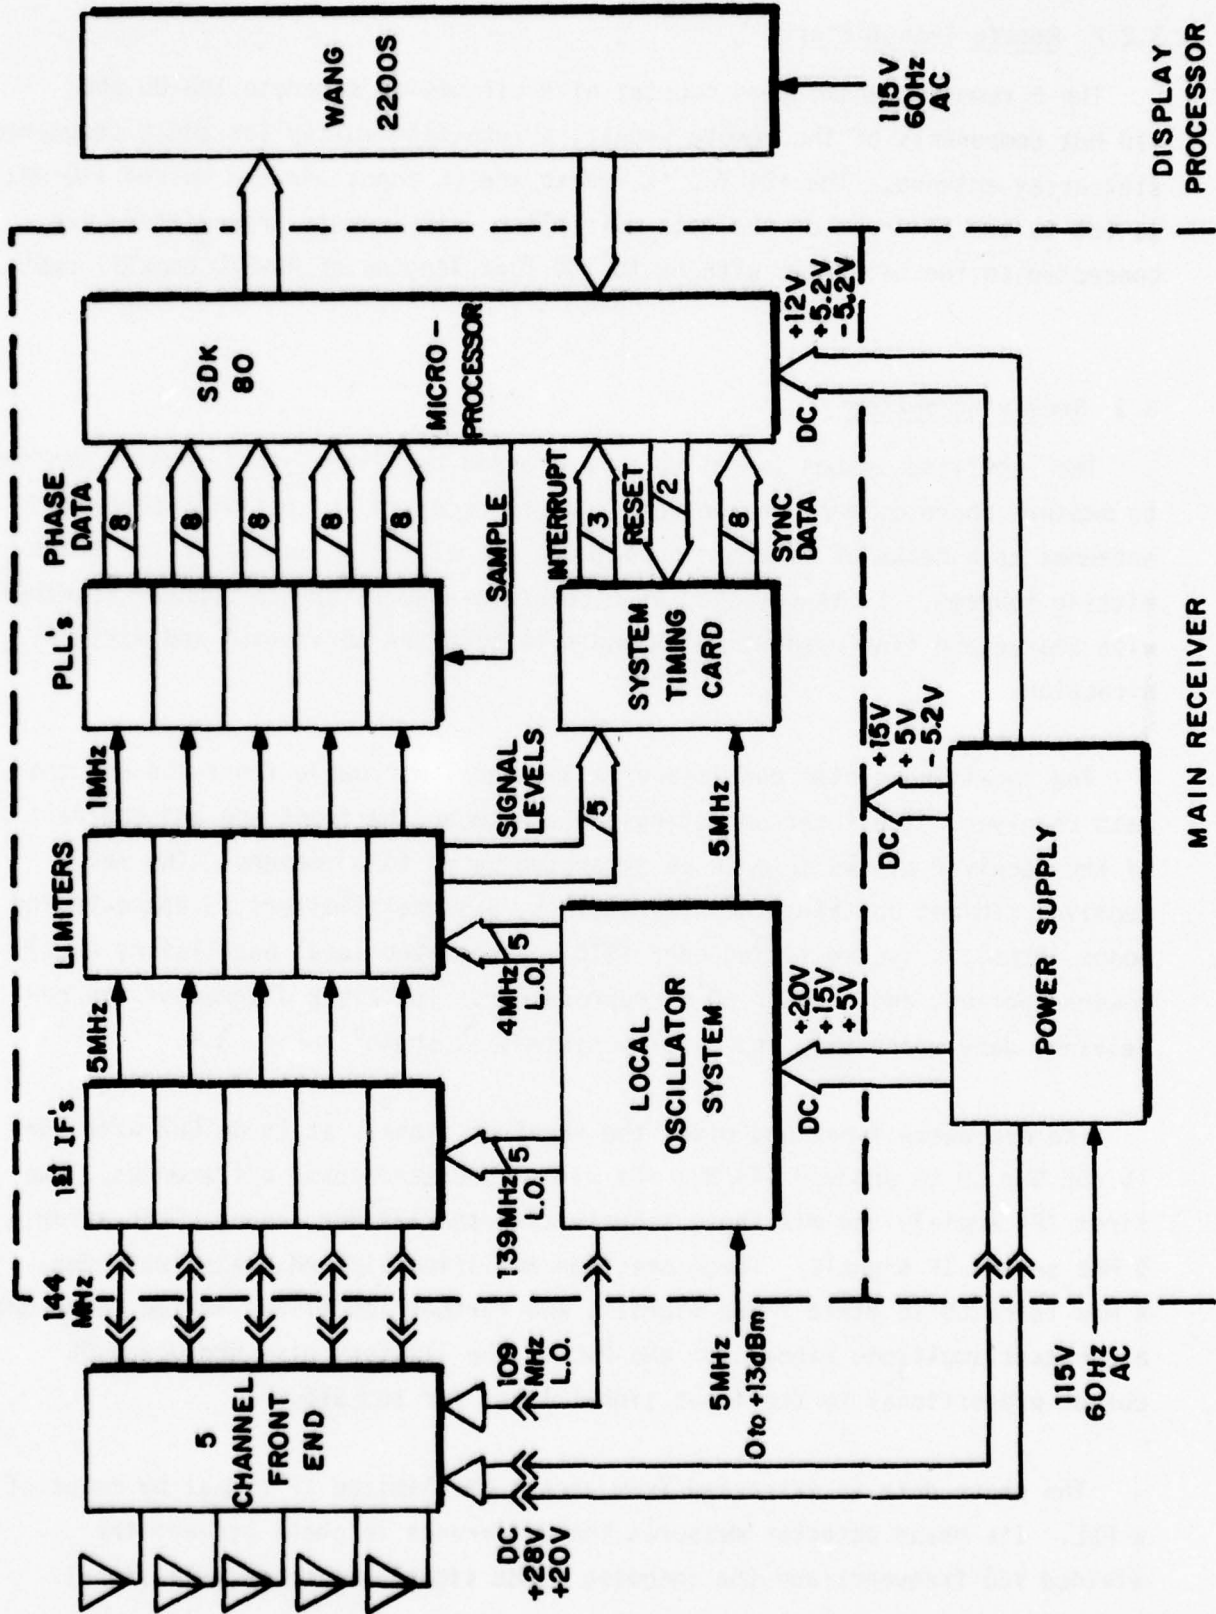 5
CHANNEL
FRONT
END
DC
+28V
+20V
109
MHz
L.O.
144
MHz
1st IF's
139MHz
L.O.
5
5MHz
LIMITERS
4MHz
L.O.
5
1MHz
SIGNAL
LEVELS
5
PLL's
PHASE
DATA
8
8
8
8
8
SAMPLE
SDK
80
MICRO-
PROCESSOR
WANG
2200S
115V
60Hz
AC
DISPLAY
PROCESSOR
INTERRUPT
3
RESET
2
8
SYNC
DATA
SYSTEM
TIMING
CARD
5MHz
LOCAL
OSCILLATOR
SYSTEM
5MHz
0 to +13dBm
DC
+20V
+15V
+5V
DC
+15V
+5V
-5.2V
DC
+12V
+5.2V
-5.2V
POWER SUPPLY
115V
60Hz
AC
MAIN RECEIVER